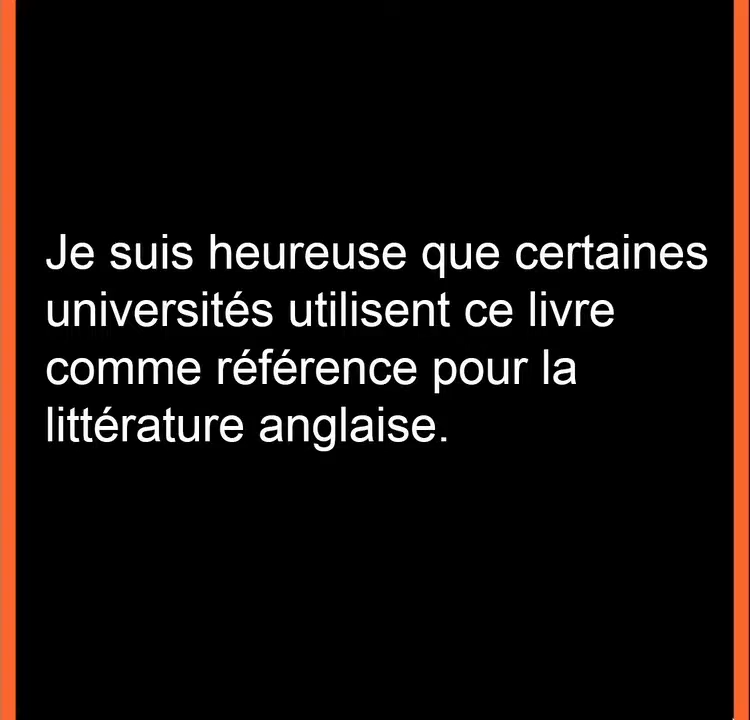 Je suis heureuse que certaines
universités utilisent ce livre
comme référence pour la
littérature anglaise.